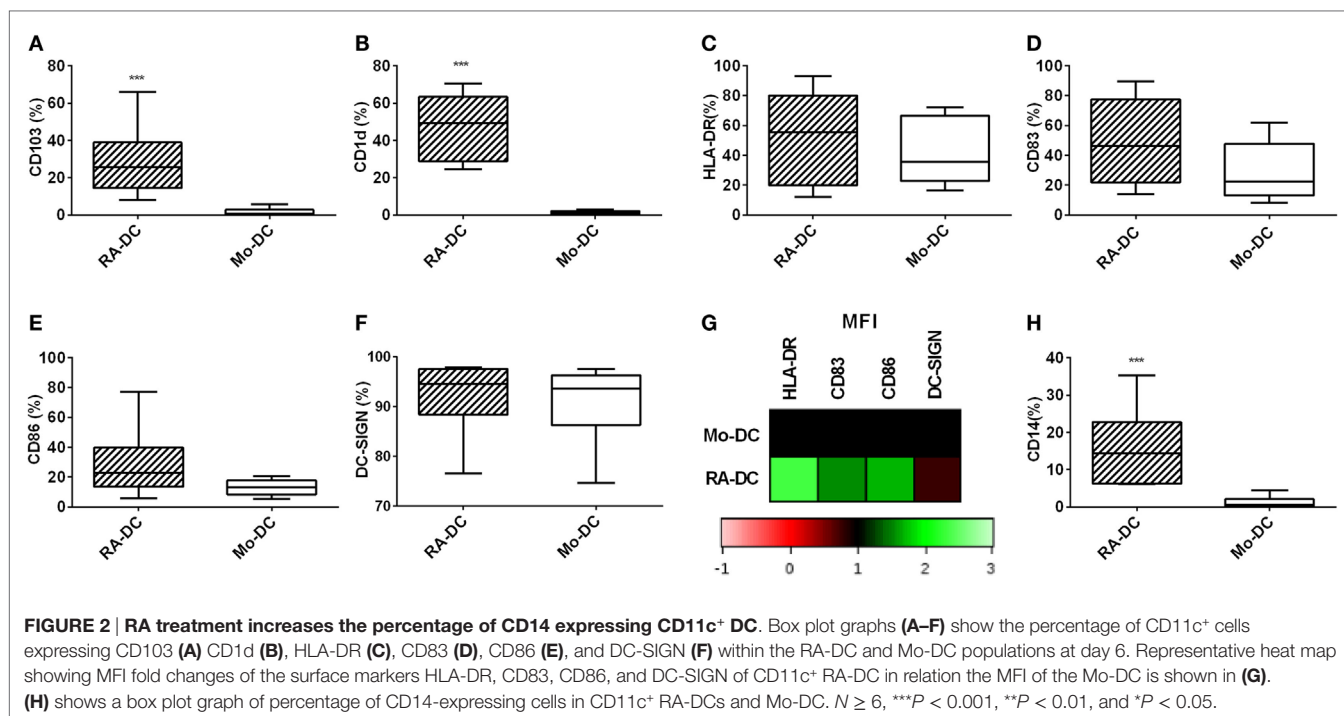 A
CD103 (%)
80
60
40
20
0
***
RA-DC
Mo-DC
B
CD1d (%)
80
60
40
20
0
***
RA-DC
Mo-DC
C
HLA-DR(%)
100
80
60
40
20
0
RA-DC
Mo-DC
D
CD83 (%)
100
80
60
40
20
0
RA-DC
Mo-DC
E
CD86 (%)
100
80
60
40
20
0
RA-DC
Mo-DC
F
DC-SIGN (%)
100
90
80
70
RA-DC
Mo-DC
G
MFI
HLA-DR
CD83
CD86
DC-SIGN
Mo-DC
RA-DC
-1 0 1 2 3
H
CD14(%)
40
30
20
10
0
***
RA-DC
Mo-DC
FIGURE 2 | RA treatment increases the percentage of CD14 expressing CD11c⁺ DC. Box plot graphs (A–F) show the percentage of CD11c⁺ cells
expressing CD103 (A) CD1d (B), HLA-DR (C), CD83 (D), CD86 (E), and DC-SIGN (F) within the RA-DC and Mo-DC populations at day 6. Representative heat map
showing MFI fold changes of the surface markers HLA-DR, CD83, CD86, and DC-SIGN of CD11c⁺ RA-DC in relation the MFI of the Mo-DC is shown in (G).
(H) shows a box plot graph of percentage of CD14-expressing cells in CD11c⁺ RA-DCs and Mo-DC. N ≥ 6, ***P < 0.001, **P < 0.01, and *P < 0.05.